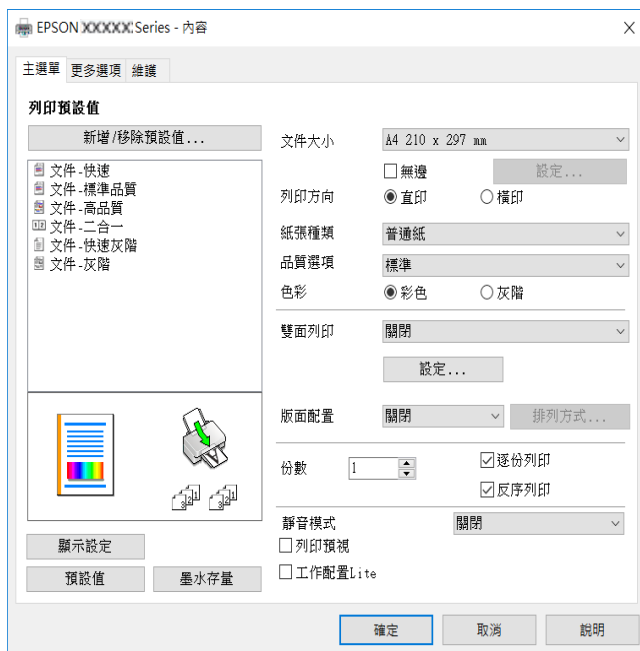 EPSON XXXXX Series - 內容
主選單 更多選項 維護
列印預設值
新增/移除預設值...
文件-快速
文件-標準品質
文件-高品質
文件-二合一
文件-快速灰階
文件-灰階
顯示設定
預設值 墨水存量
文件大小 A4 210 x 297 mm
無邊 設定...
列印方向 直印 橫印
紙張種類 普通紙
品質選項 標準
色彩 彩色 灰階
雙面列印 關閉
設定...
版面配置 關閉 排列方式...
份數 1 逐份列印
反序列印
靜音模式 關閉
列印預視
工作配置Lite
確定 取消 說明